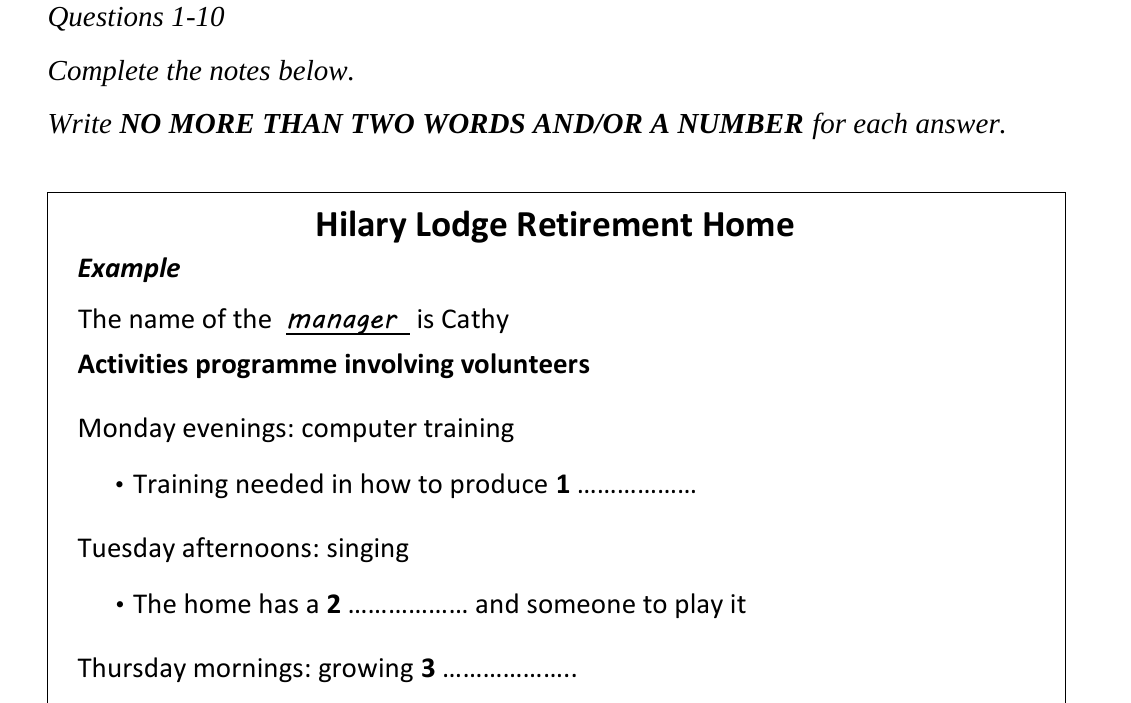 Questions 1-10
Complete the notes below.
Write NO MORE THAN TWO WORDS AND/OR A NUMBER for each answer.
Hilary Lodge Retirement Home
Example
The name of the manager is Cathy
Activities programme involving volunteers
Monday evenings: computer training
• Training needed in how to produce 1 ………………
Tuesday afternoons: singing
• The home has a 2 ……………… and someone to play it
Thursday mornings: growing 3 ………………..